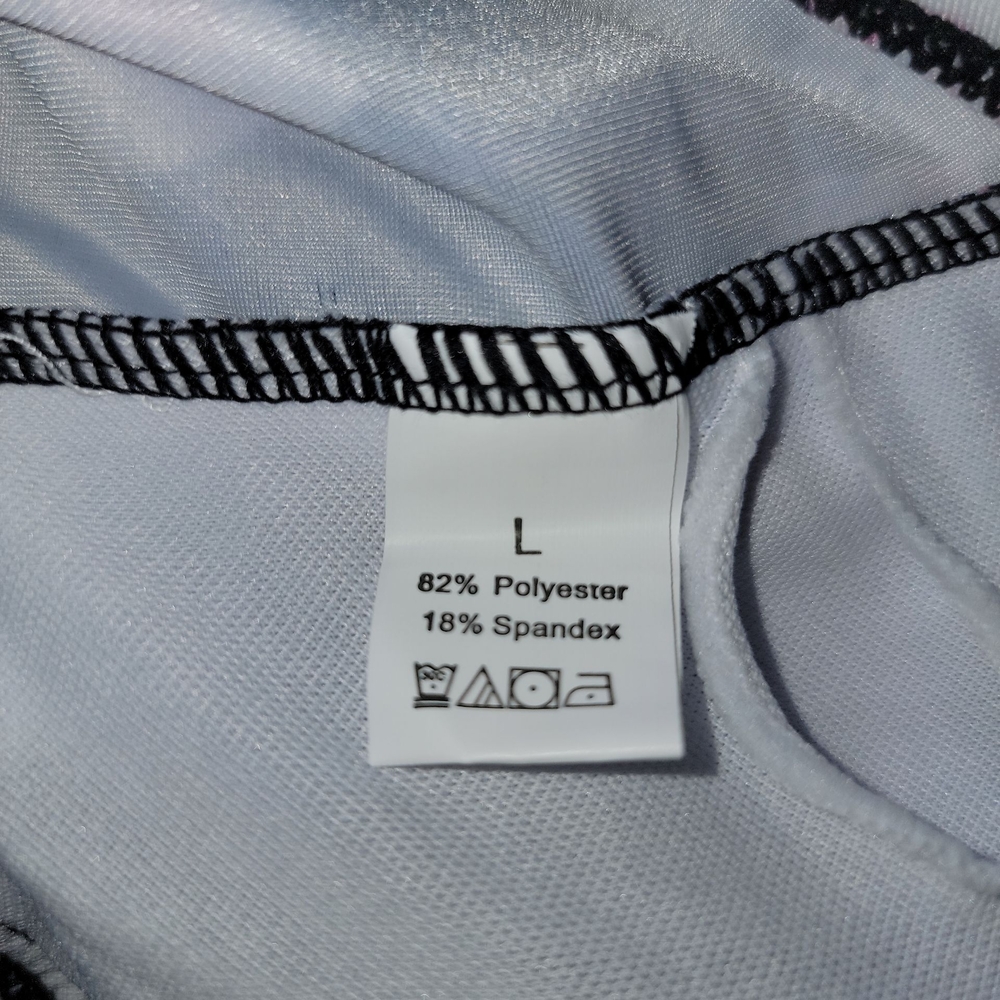 L
82% Polyester
18% Spandex